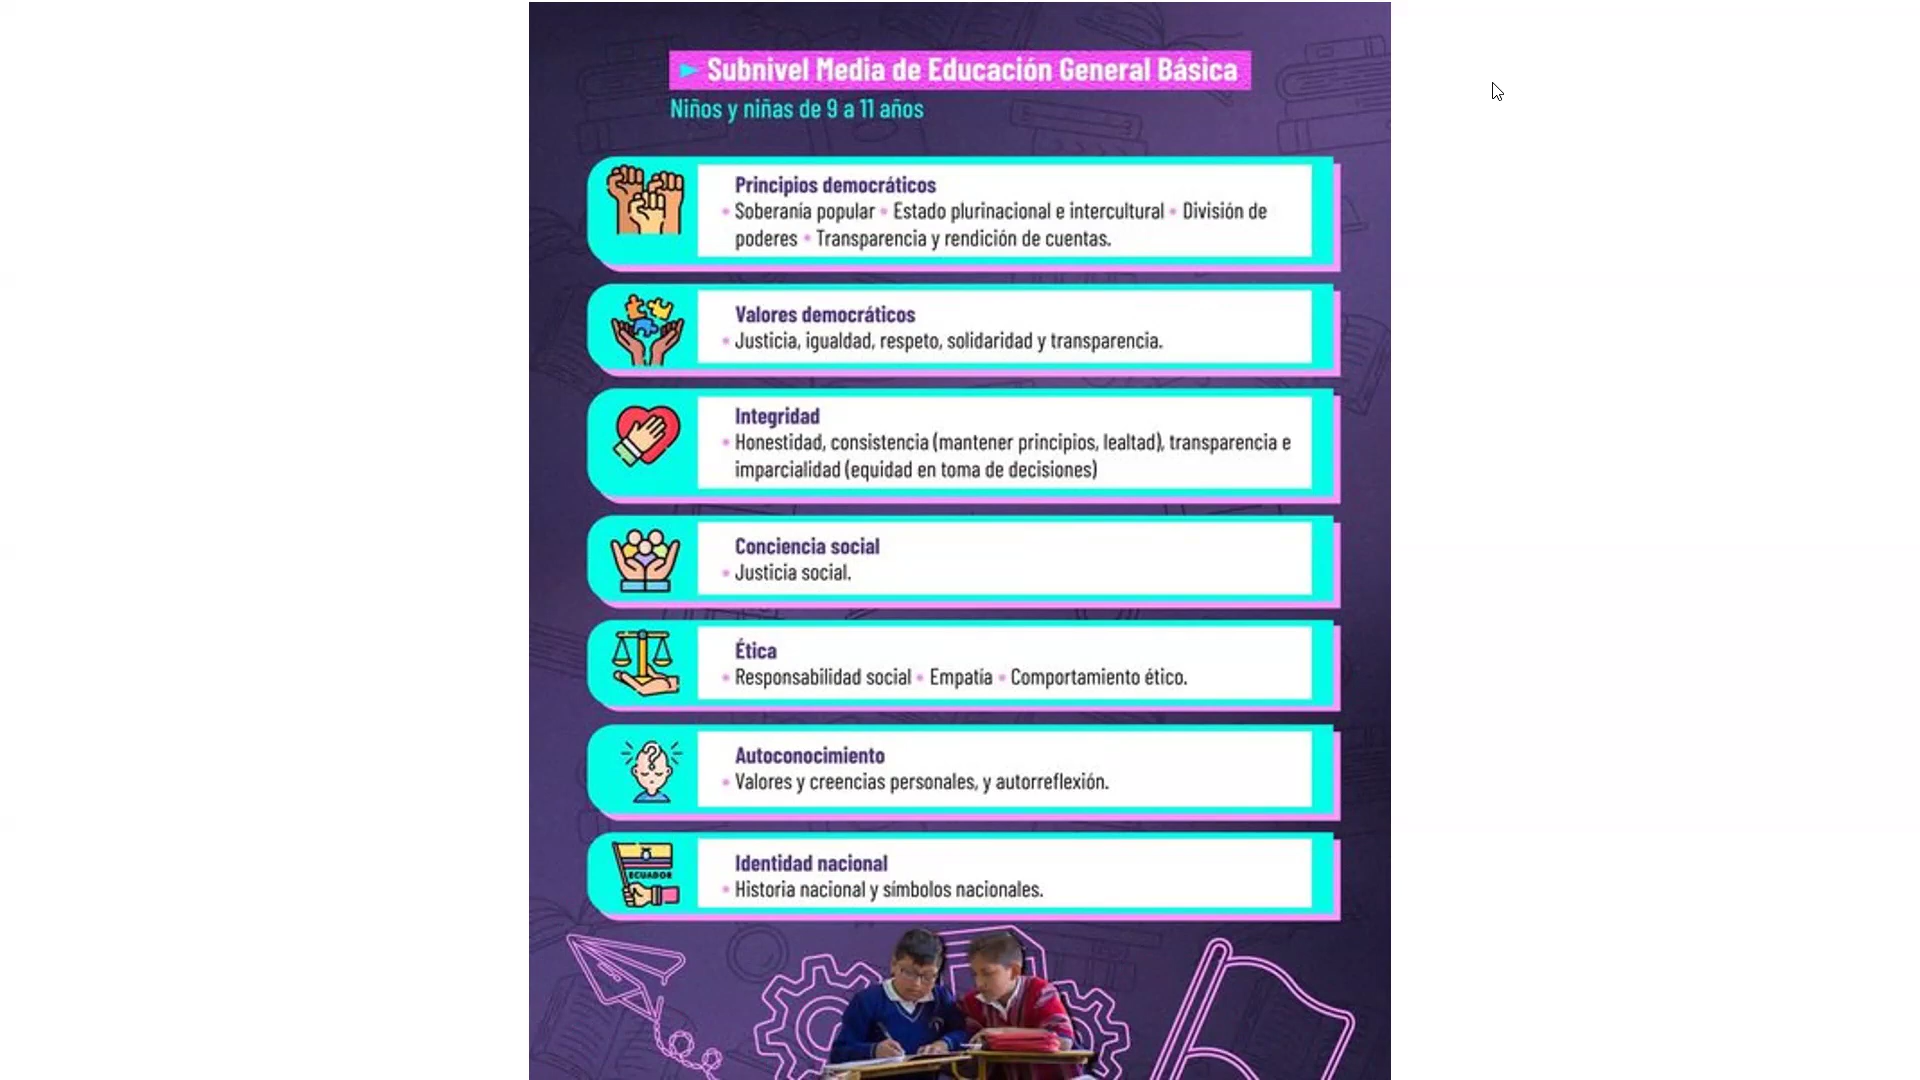 Subnivel Media de Educación General Básica
Niños y niñas de 9 a 11 años
Principios democráticos
• Soberanía popular • Estado plurinacional e intercultural • División de
poderes • Transparencia y rendición de cuentas.
Valores democráticos
• Justicia, igualdad, respeto, solidaridad y transparencia.
Integridad
• Honestidad, consistencia (mantener principios, lealtad), transparencia e
imparcialidad (equidad en toma de decisiones)
Conciencia social
• Justicia social.
Ética
• Responsabilidad social • Empatía • Comportamiento ético.
Autoconocimiento
• Valores y creencias personales, y autorreflexión.
ECUADOR
Identidad nacional
• Historia nacional y símbolos nacionales.